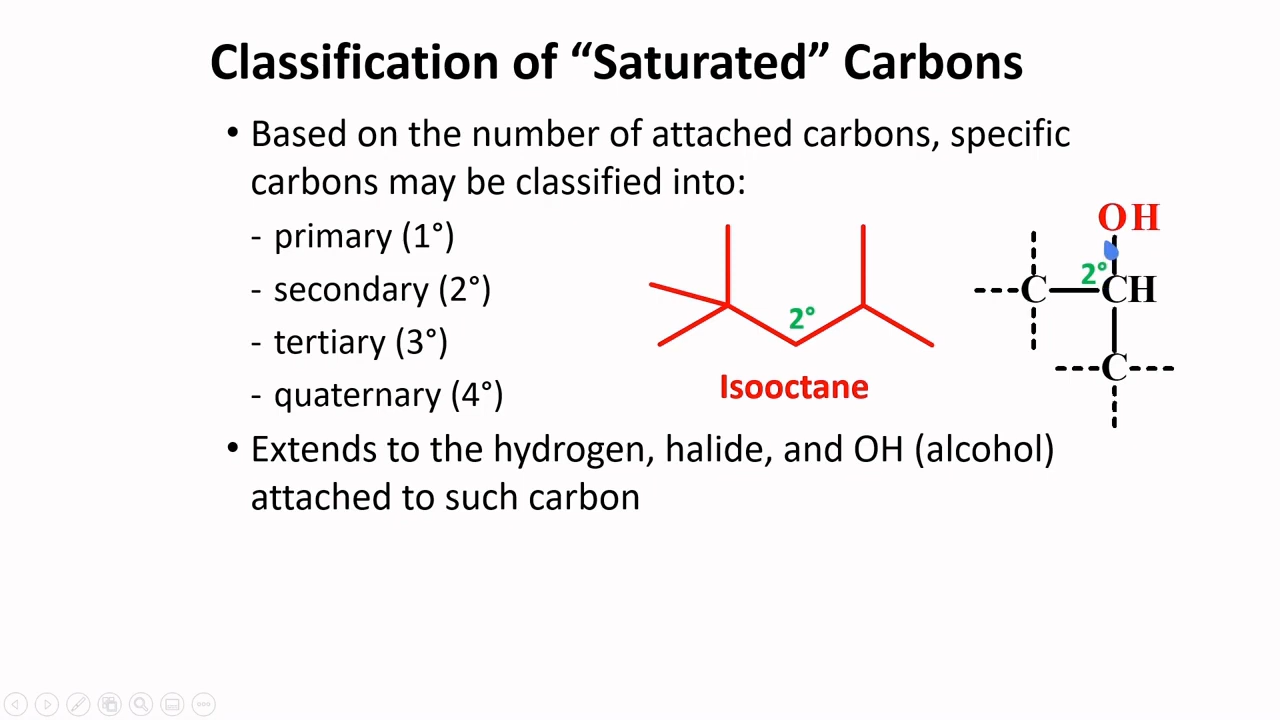 Classification of “Saturated” Carbons
• Based on the number of attached carbons, specific
carbons may be classified into:
- primary (1°)
- secondary (2°)
- tertiary (3°)
- quaternary (4°)
2°
Isooctane
OH
2°
C CH
C
• Extends to the hydrogen, halide, and OH (alcohol)
attached to such carbon